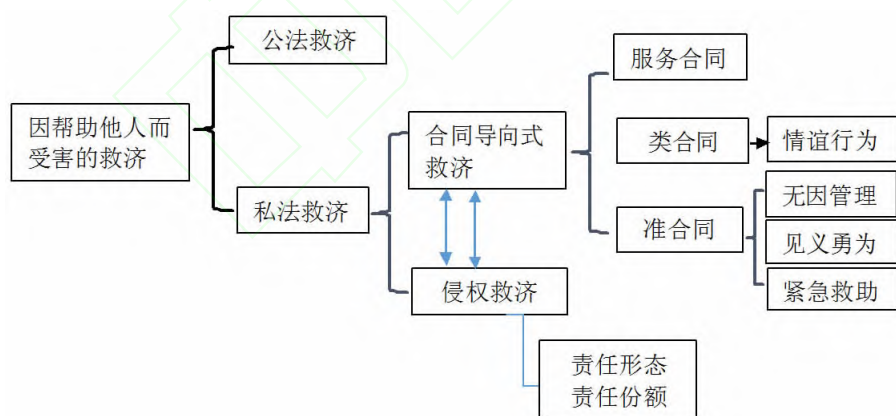 公法救济
服务合同
因帮助他人而
受害的救济
合同导向式
救济
类合同
情谊行为
私法救济
无因管理
准合同
见义勇为
侵权救济
紧急救助
责任形态
责任份额